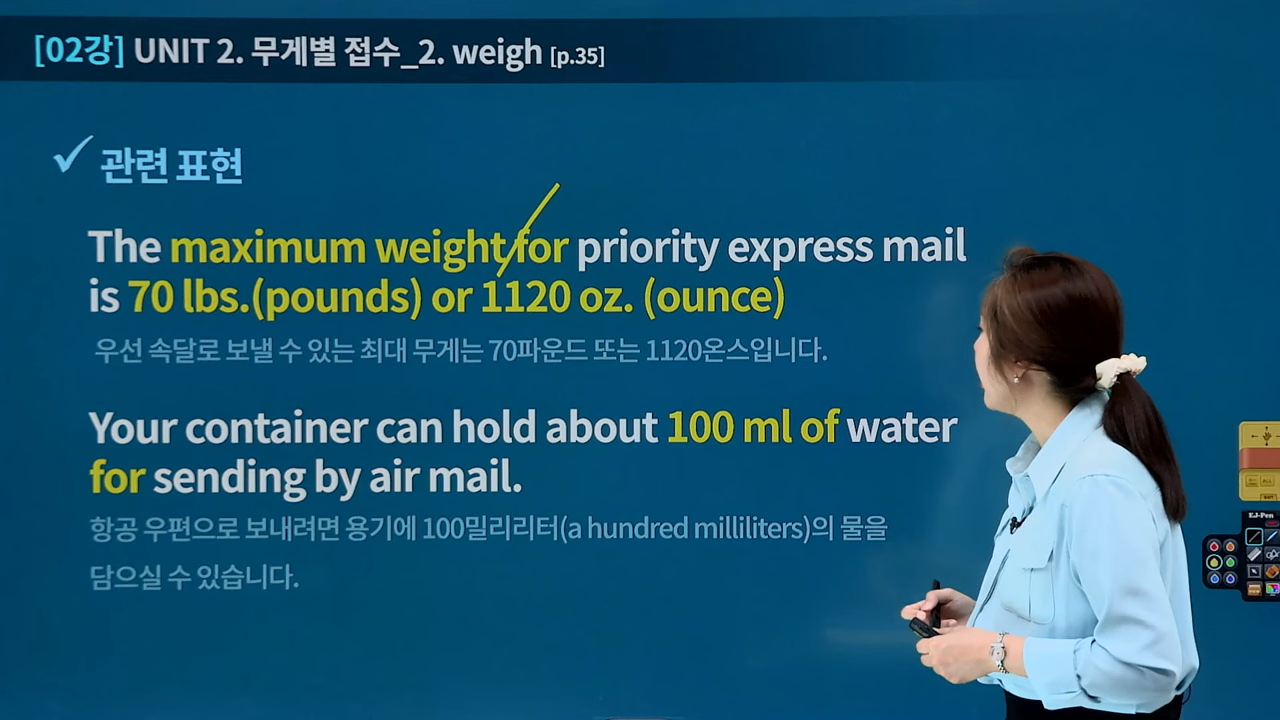 [02강] UNIT 2. 무게별 접수_2. weigh [p.35]
관련 표현
The maximum weight for priority express mail
is 70 lbs.(pounds) or 1120 oz. (ounce)
우선 속달로 보낼 수 있는 최대 무게는 70파운드 또는 1120온스입니다.
Your container can hold about 100 ml of water
for sending by air mail.
항공 우편으로 보내려면 용기에 100밀리리터(a hundred milliliters)의 물을
담으실 수 있습니다.
EJ-Pen